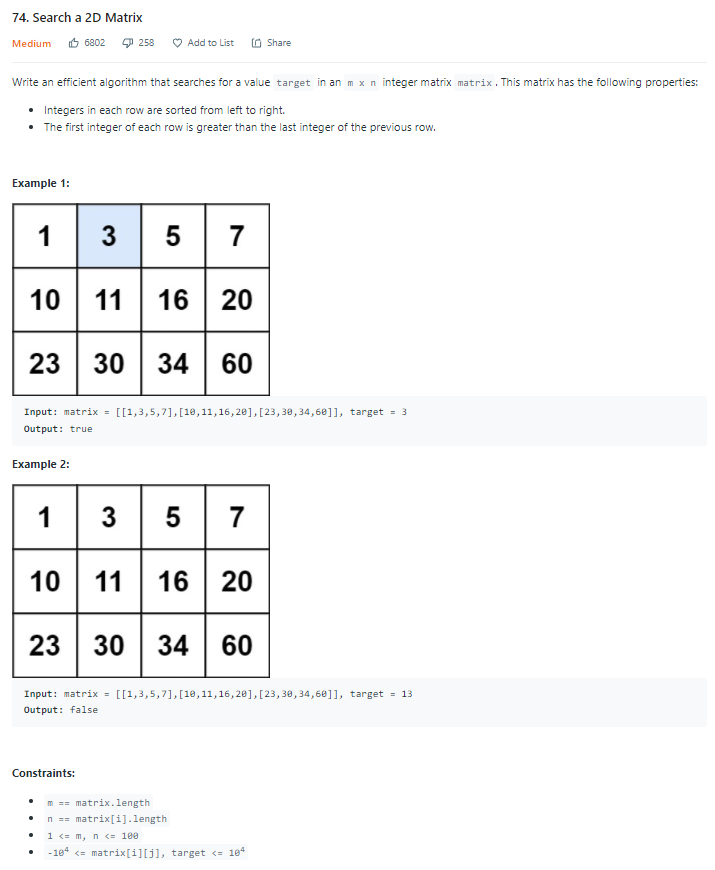 74. Search a 2D Matrix
Medium 6802 258 Add to List Share
Write an efficient algorithm that searches for a value target in an m x n integer matrix matrix. This matrix has the following properties:
• Integers in each row are sorted from left to right.
• The first integer of each row is greater than the last integer of the previous row.
Example 1:
1 3 5 7
10 11 16 20
23 30 34 60
Input: matrix = [[1,3,5,7],[10,11,16,20],[23,30,34,60]], target = 3
Output: true
Example 2:
1 3 5 7
10 11 16 20
23 30 34 60
Input: matrix = [[1,3,5,7],[10,11,16,20],[23,30,34,60]], target = 13
Output: false
Constraints:
• m == matrix.length
• n == matrix[i].length
• 1 <= m, n <= 100
• -10⁴ <= matrix[i][j], target <= 10⁴